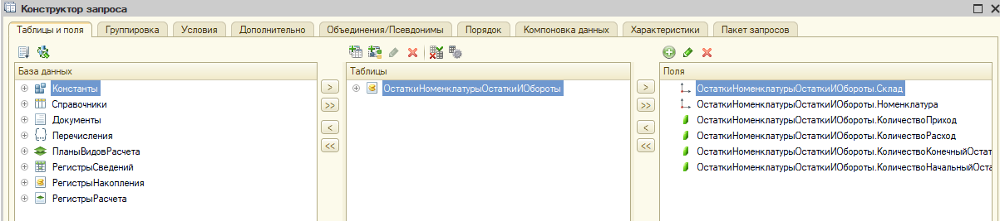 Конструктор запроса
Таблицы и поля Группировка Условия Дополнительно Объединения/Псевдонимы Порядок Компоновка данных Характеристики Пакет запросов
База данных
Константы
Справочники
Документы
Перечисления
ПланыВидовРасчета
РегистрыСведений
РегистрыНакопления
РегистрыРасчета
>
>>
<
<<
Таблицы
ОстаткиНоменклатурыОстаткиИОбороты
>
>>
<
<<
Поля
ОстаткиНоменклатурыОстаткиИОбороты.Склад
ОстаткиНоменклатурыОстаткиИОбороты.Номенклатура
ОстаткиНоменклатурыОстаткиИОбороты.КоличествоПриход
ОстаткиНоменклатурыОстаткиИОбороты.КоличествоРасход
ОстаткиНоменклатурыОстаткиИОбороты.КоличествоКонечныйОстат
ОстаткиНоменклатурыОстаткиИОбороты.КоличествоНачальныйОста